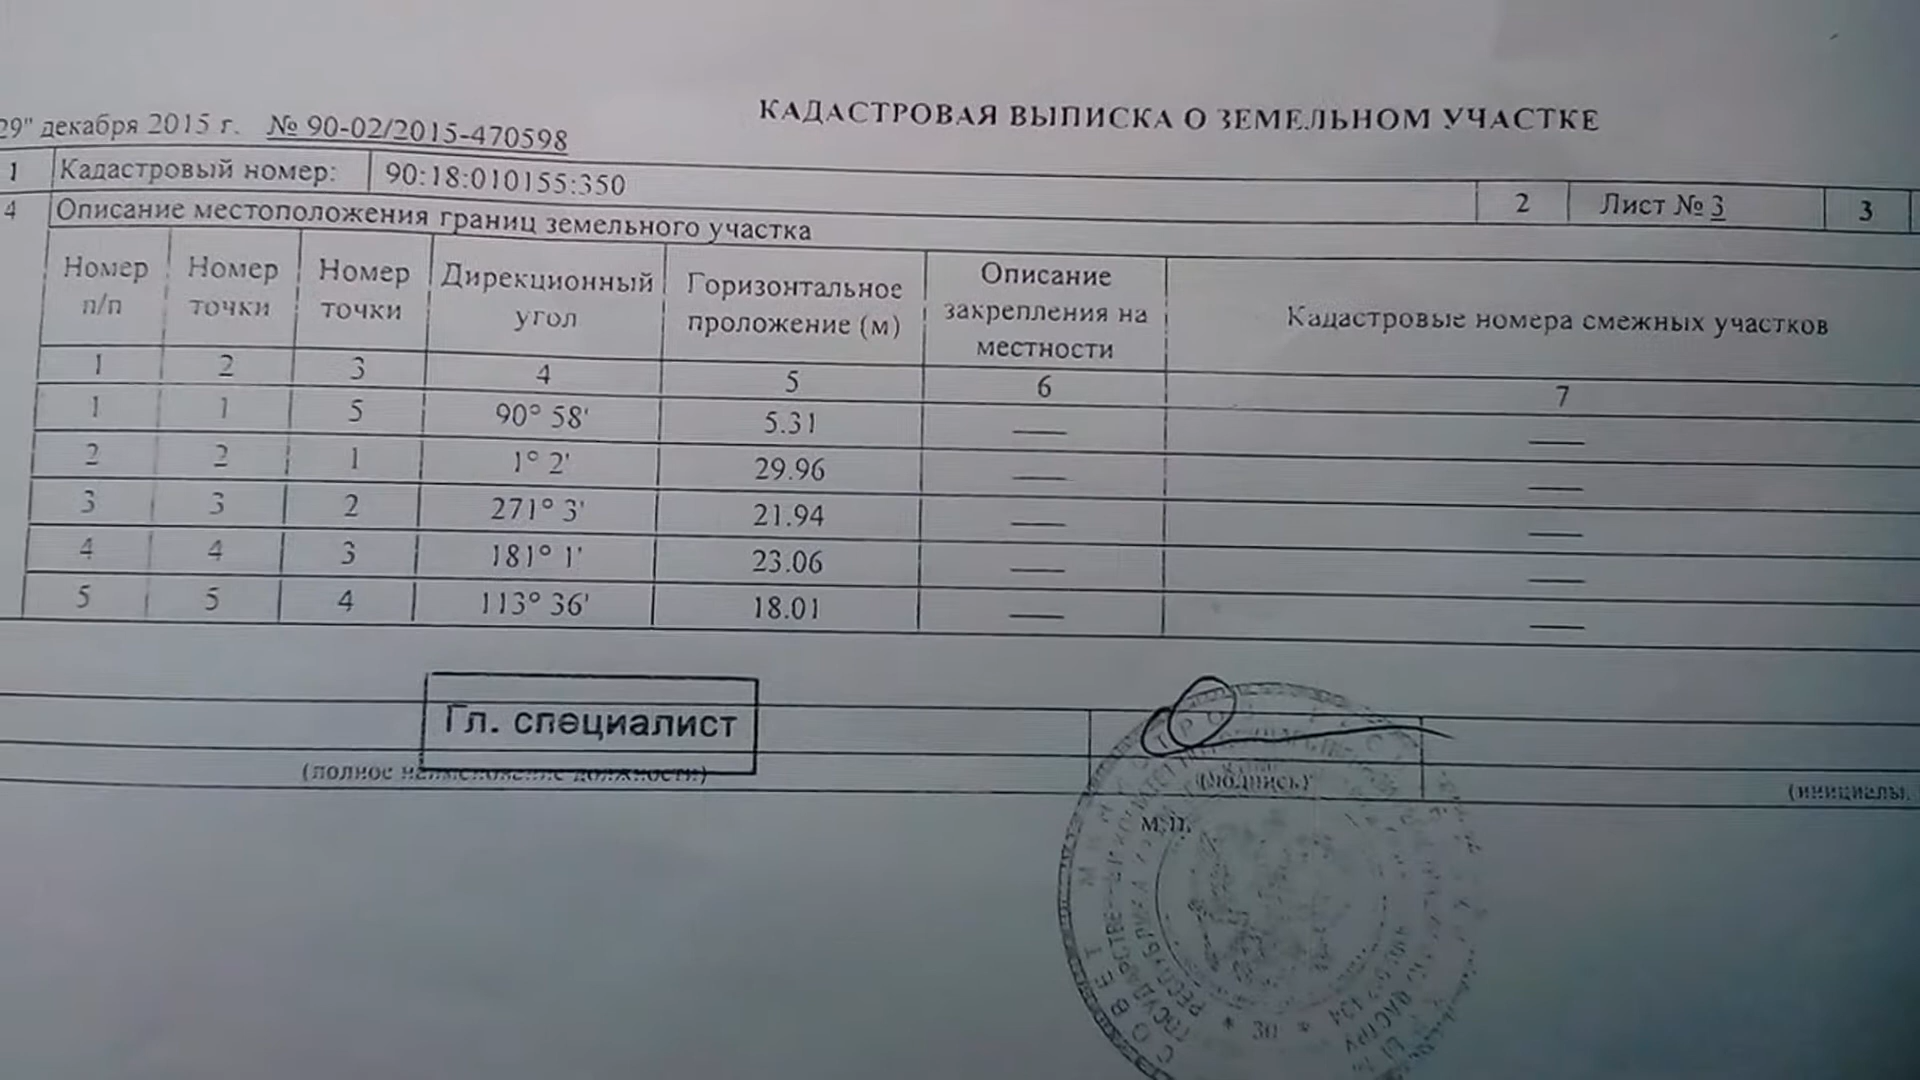 КАДАСТРОВАЯ ВЫПИСКА О ЗЕМЕЛЬНОМ УЧАСТКЕ
29" декабря 2015 г. № 90-02/2015-470598
1 Кадастровый номер: 90:18:010155:350 2 Лист № 3 3
4 Описание местоположения границ земельного участка
Номер п/п Номер точки Номер точки Дирекционный угол Горизонтальное проложение (м) Описание закрепления на местности Кадастровые номера смежных участков
1 2 3 4 5 6 7
1 1 5 90° 58' 5.31 — —
2 2 1 1° 2' 29.96 — —
3 3 2 271° 3' 21.94 — —
4 4 3 181° 1' 23.06 — —
5 5 4 113° 36' 18.01 — —
Гл. специалист
(полное наименование должности) (подпись) (инициалы,
м.п.
СОВЕТ МИНИСТРОВ
РЕСПУБЛИКА
* 30 *